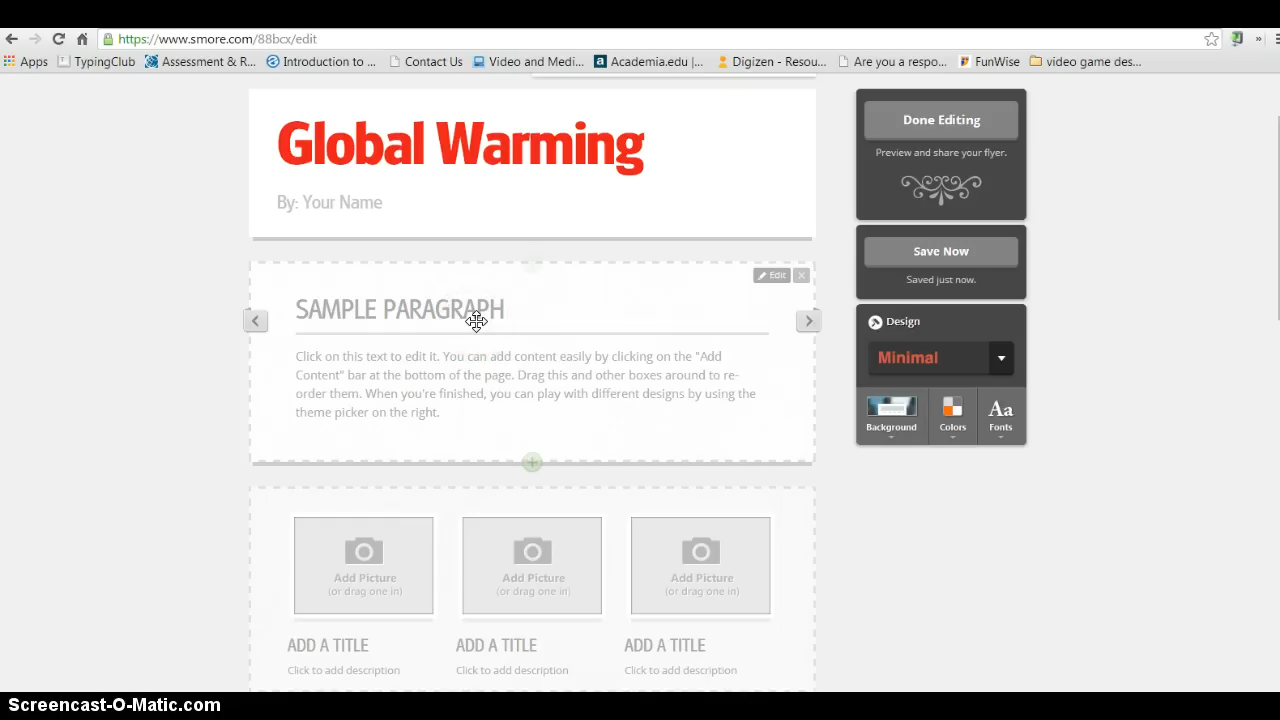 https://www.smore.com/88bcx/edit
Apps TypingClub Assessment & R... Introduction to ... Contact Us Video and Medi... Academia.edu |... Digizen - Resou... Are you a respo... FunWise video game des...
Global Warming
By: Your Name
Done Editing
Preview and share your flyer.
Save Now
Saved just now.
Edit
SAMPLE PARAGRAPH
Click on this text to edit it. You can add content easily by clicking on the "Add
Content" bar at the bottom of the page. Drag this and other boxes around to re-
order them. When you're finished, you can play with different designs by using the
theme picker on the right.
Design
Minimal
Aa
Background Colors Fonts
Add Picture Add Picture Add Picture
(or drag one in) (or drag one in) (or drag one in)
ADD A TITLE ADD A TITLE ADD A TITLE
Click to add description Click to add description Click to add description
Screencast-O-Matic.com